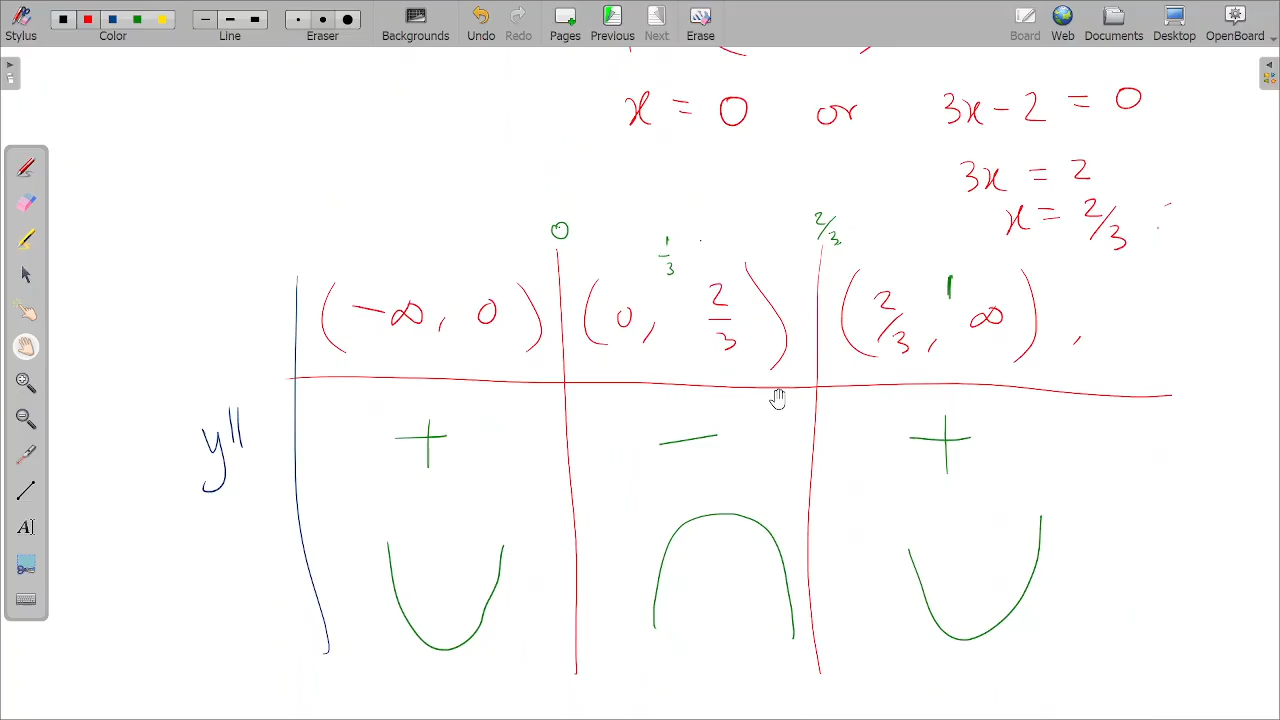 Stylus Color Line Eraser Backgrounds Undo Redo Pages Previous Next Erase Board Web Documents Desktop OpenBoard
x = 0 or 3x - 2 = 0
3x = 2
x = 2/3
0 1/3 2/3
(-∞, 0) (0, 2/3) (2/3, ∞) ,
1
y'' + - +